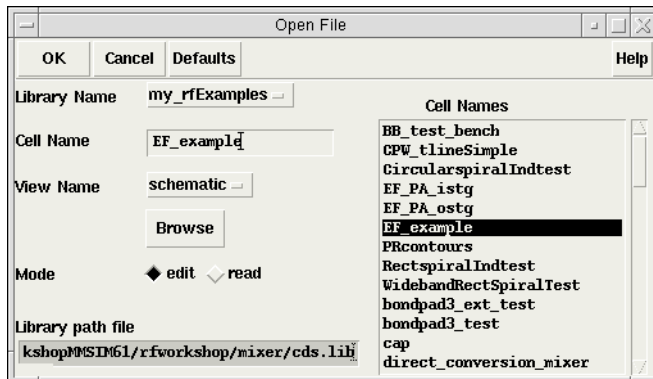 Open File
OK Cancel Defaults Help
Library Name my_rfExamples
Cell Name EF_example
View Name schematic
Browse
Mode edit read
Library path file
kshopMMSIM61/rfworkshop/mixer/cds.lib
Cell Names
BB_test_bench
CPW_tlineSimple
CircularspiralIndtest
EF_PA_istg
EF_PA_ostg
EF_example
PRcontours
RectspiralIndtest
WidebandRectSpiralTest
bondpad3_ext_test
bondpad3_test
cap
direct_conversion_mixer